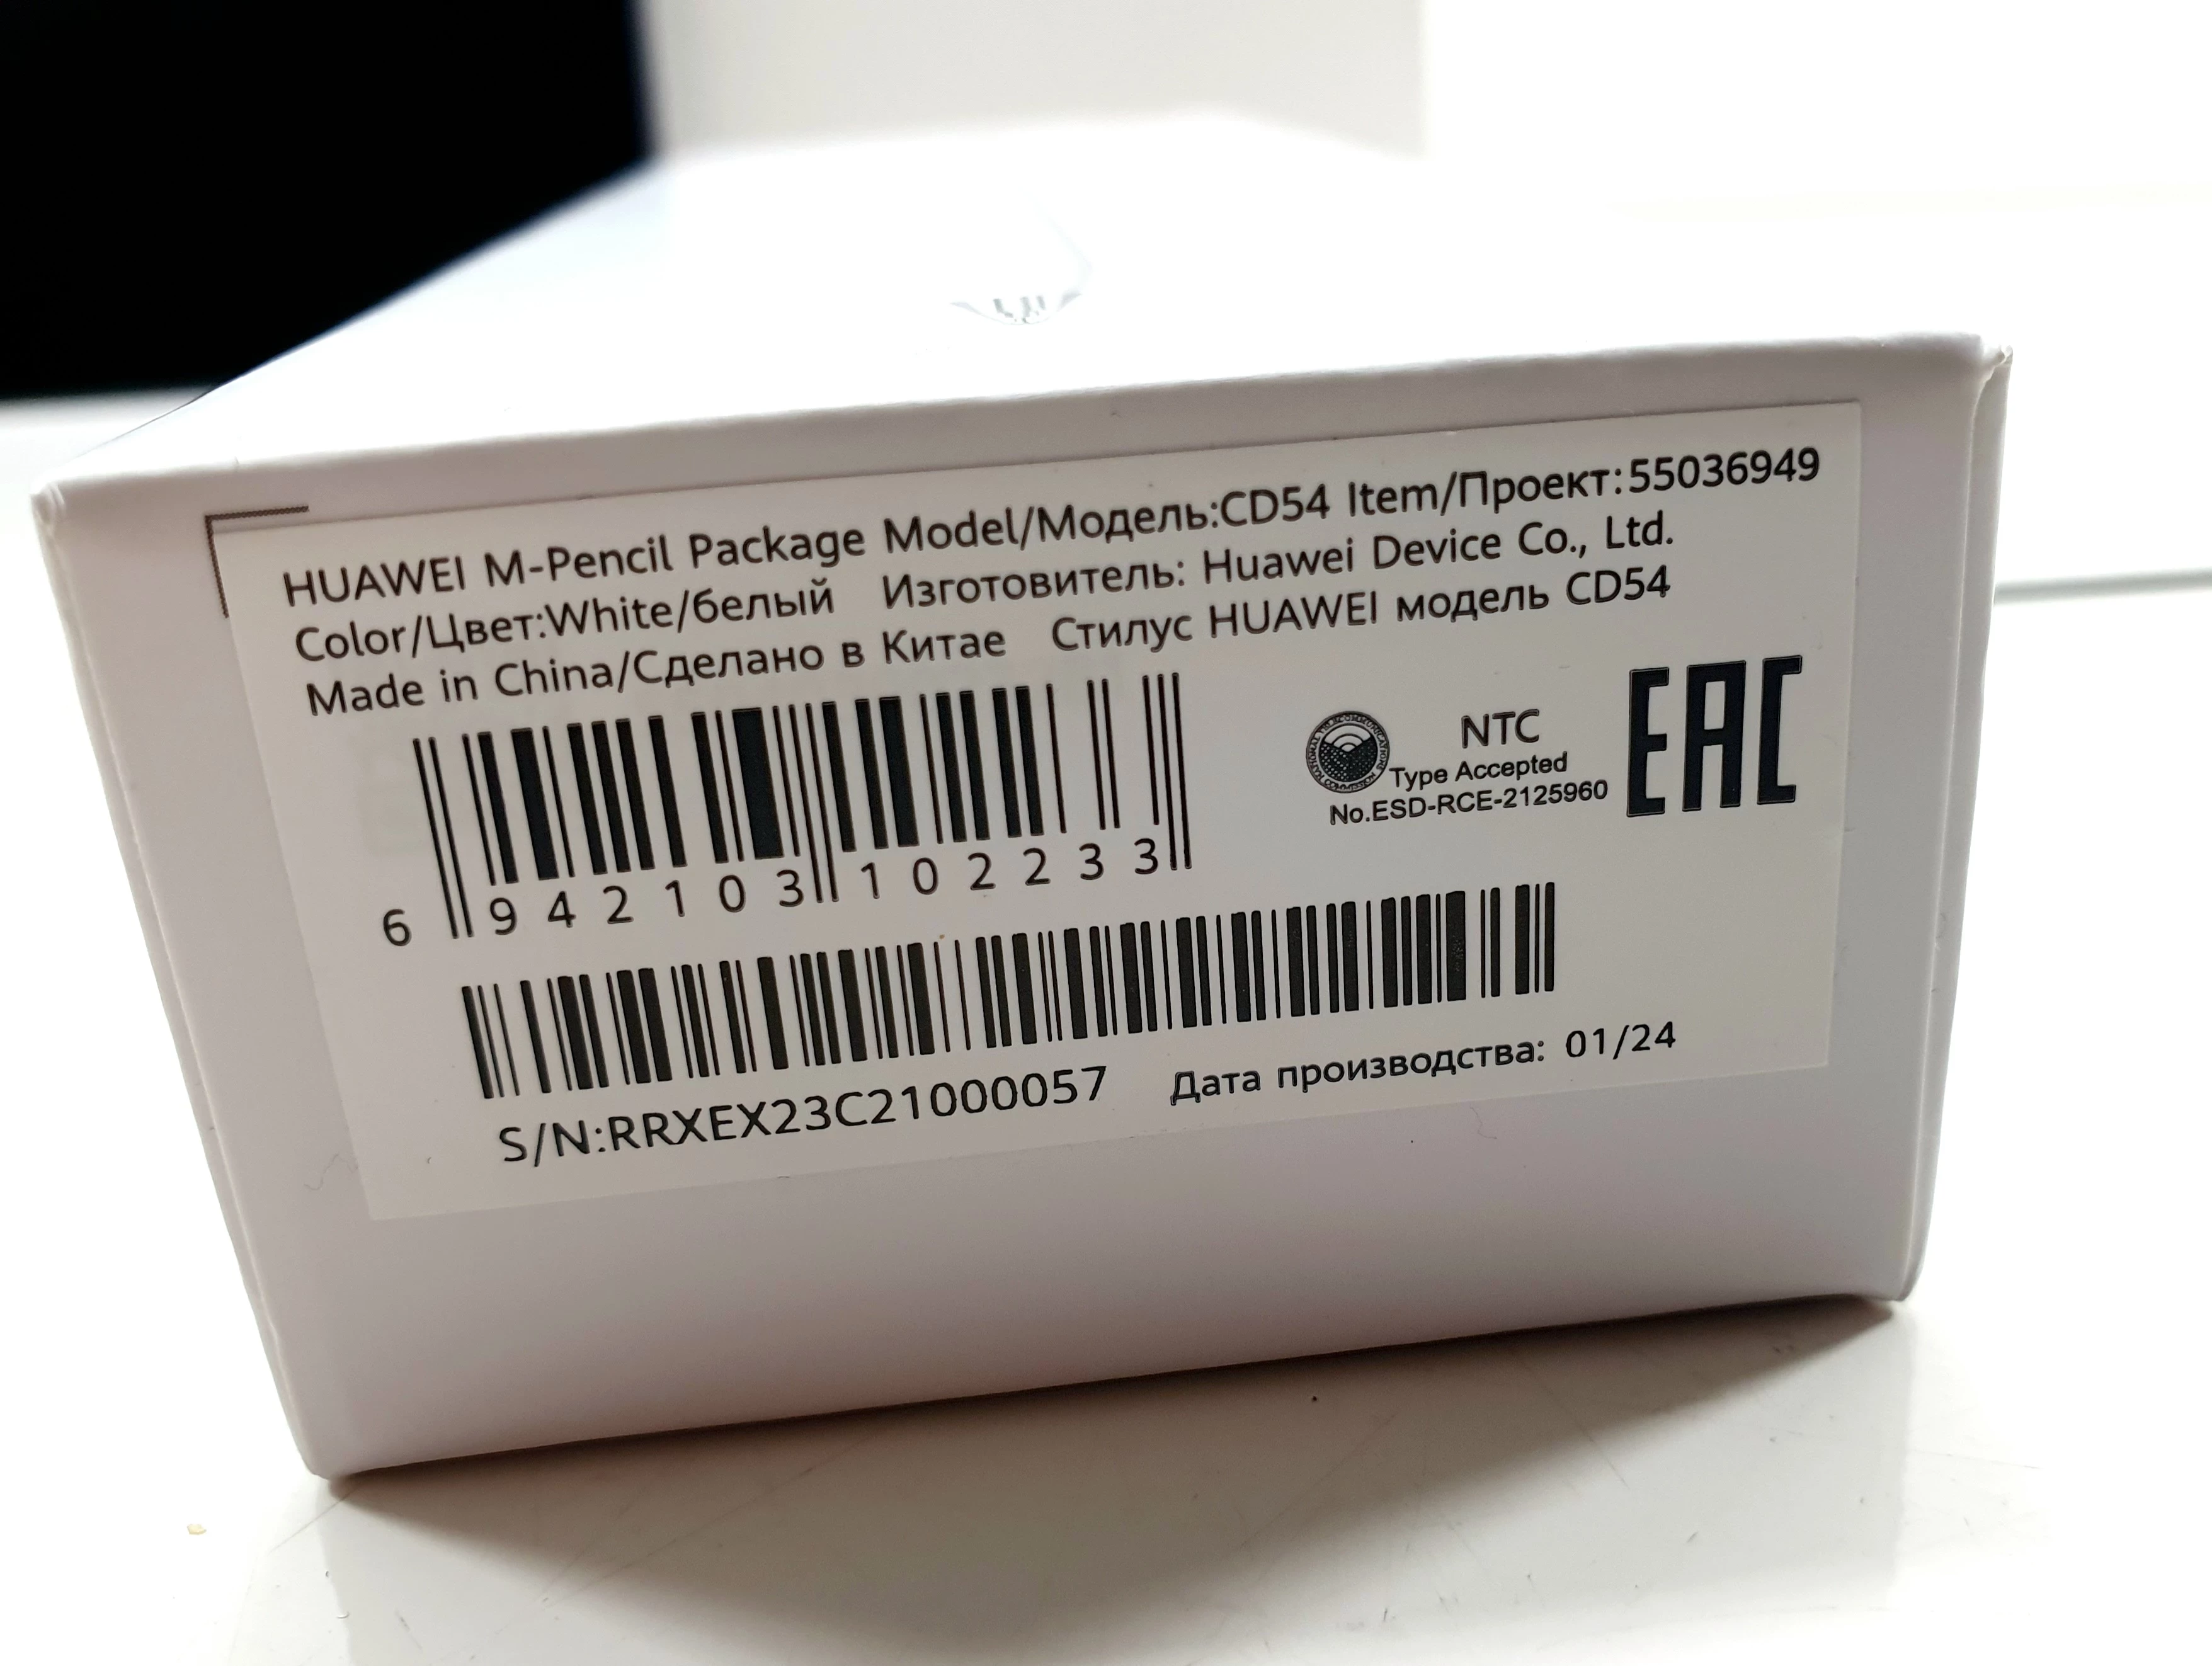 HUAWEI M-Pencil Package Model/Модель:CD54 Item/Проект:55036949
Color/Цвет:White/белый Изготовитель: Huawei Device Co., Ltd.
Made in China/Сделано в Китае Стилус HUAWEI модель CD54
NTC
Type Accepted
No.ESD-RCE-2125960
EAC
6 942103 102233
S/N:RRXEX23C21000057 Дата производства: 01/24